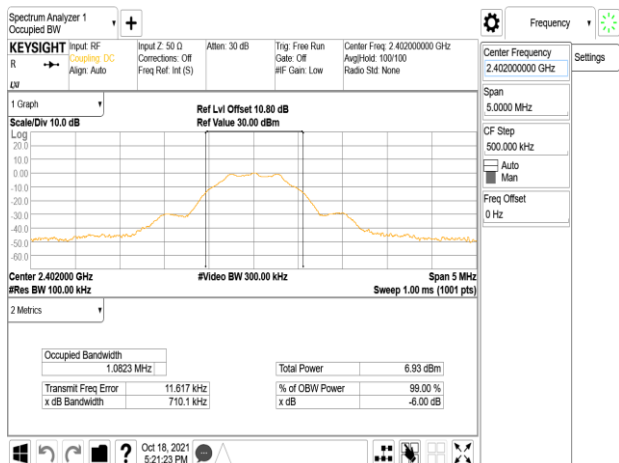 Spectrum Analyzer 1
Occupied BW
Frequency
KEYSIGHT
R
Input: RF
Coupling: DC
Align: Auto
Input Z: 50 Ω
Corrections: Off
Freq Ref: Int (S)
Atten: 30 dB
Trig: Free Run
Gate: Off
#IF Gain: Low
Center Freq: 2.402000000 GHz
Avg|Hold: 100/100
Radio Std: None
Center Frequency
2.402000000 GHz
Settings
Span
5.0000 MHz
CF Step
500.000 kHz
Auto
Man
Freq Offset
0 Hz
1 Graph
Scale/Div 10.0 dB
Ref Lvl Offset 10.80 dB
Ref Value 30.00 dBm
Log
20.0
10.0
0.00
-10.0
-20.0
-30.0
-40.0
-50.0
-60.0
Center 2.402000 GHz
#Res BW 100.00 kHz
#Video BW 300.00 kHz
Span 5 MHz
Sweep 1.00 ms (1001 pts)
2 Metrics
Occupied Bandwidth
1.0823 MHz
Total Power 6.93 dBm
Transmit Freq Error 11.617 kHz
% of OBW Power 99.00 %
x dB Bandwidth 710.1 kHz
x dB -6.00 dB
?
Oct 18, 2021
5:21:23 PM